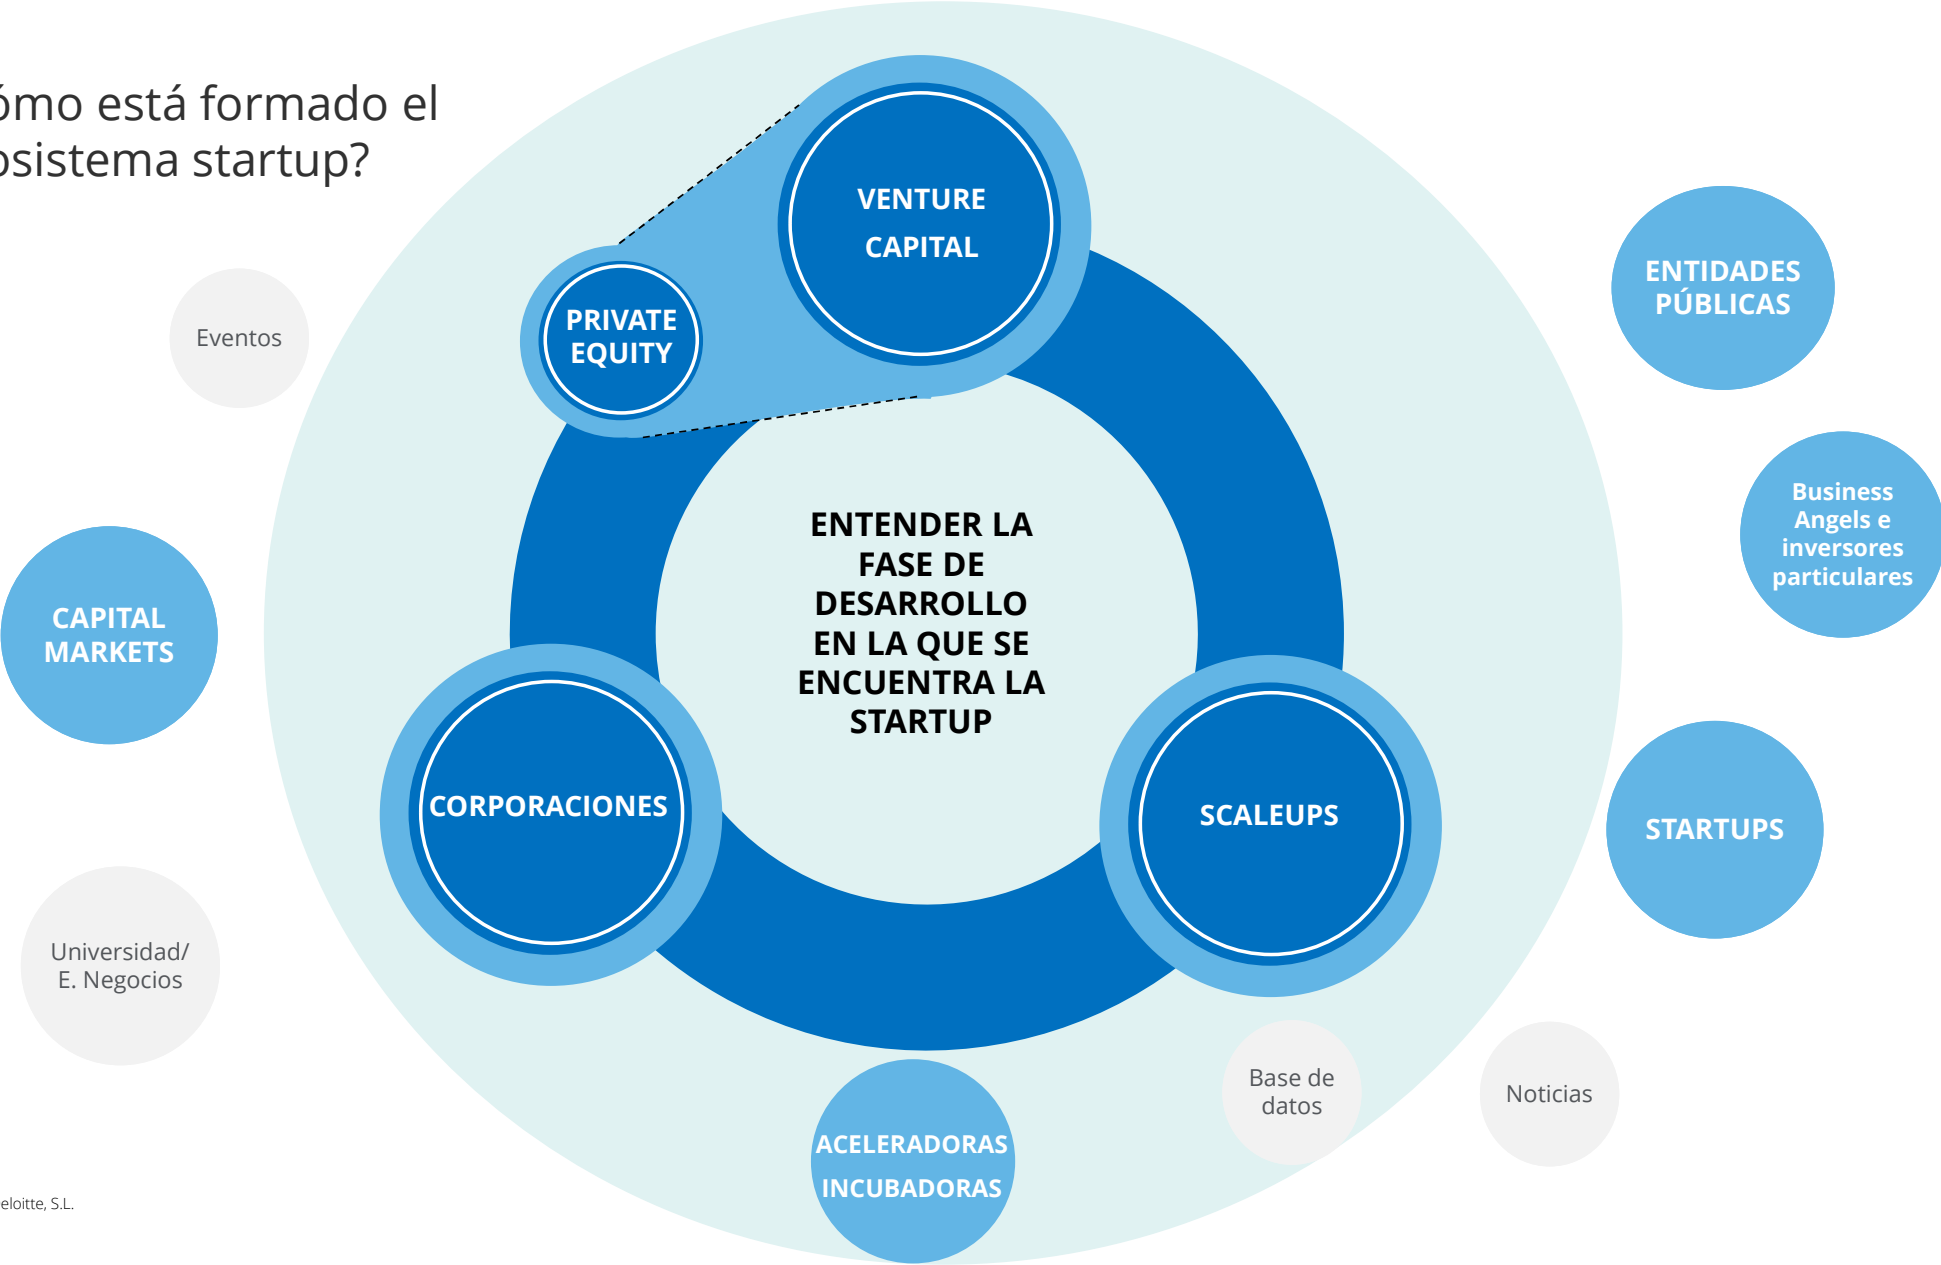 ómo está formado el
osistema startup?
VENTURE
CAPITAL
PRIVATE
EQUITY
ENTIDADES
PÚBLICAS
Eventos
Business
Angels e
inversores
particulares
ENTENDER LA
FASE DE
DESARROLLO
EN LA QUE SE
ENCUENTRA LA
STARTUP
CAPITAL
MARKETS
CORPORACIONES
SCALEUPS
STARTUPS
Universidad/
E. Negocios
Base de
datos
Noticias
ACELERADORAS
INCUBADORAS
eloitte, S.L.